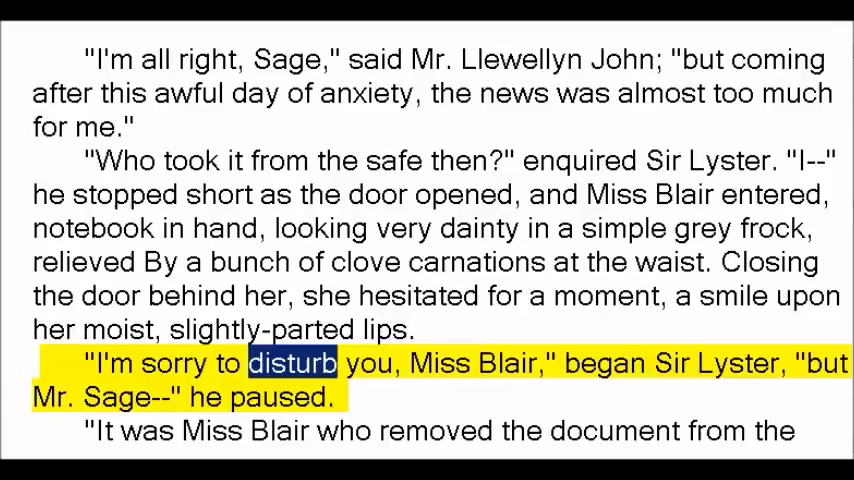 "I'm all right, Sage," said Mr. Llewellyn John; "but coming
after this awful day of anxiety, the news was almost too much
for me."
"Who took it from the safe then?" enquired Sir Lyster. "I--"
he stopped short as the door opened, and Miss Blair entered,
notebook in hand, looking very dainty in a simple grey frock,
relieved By a bunch of clove carnations at the waist. Closing
the door behind her, she hesitated for a moment, a smile upon
her moist, slightly-parted lips.
"I'm sorry to disturb you, Miss Blair," began Sir Lyster, "but
Mr. Sage--" he paused.
"It was Miss Blair who removed the document from the